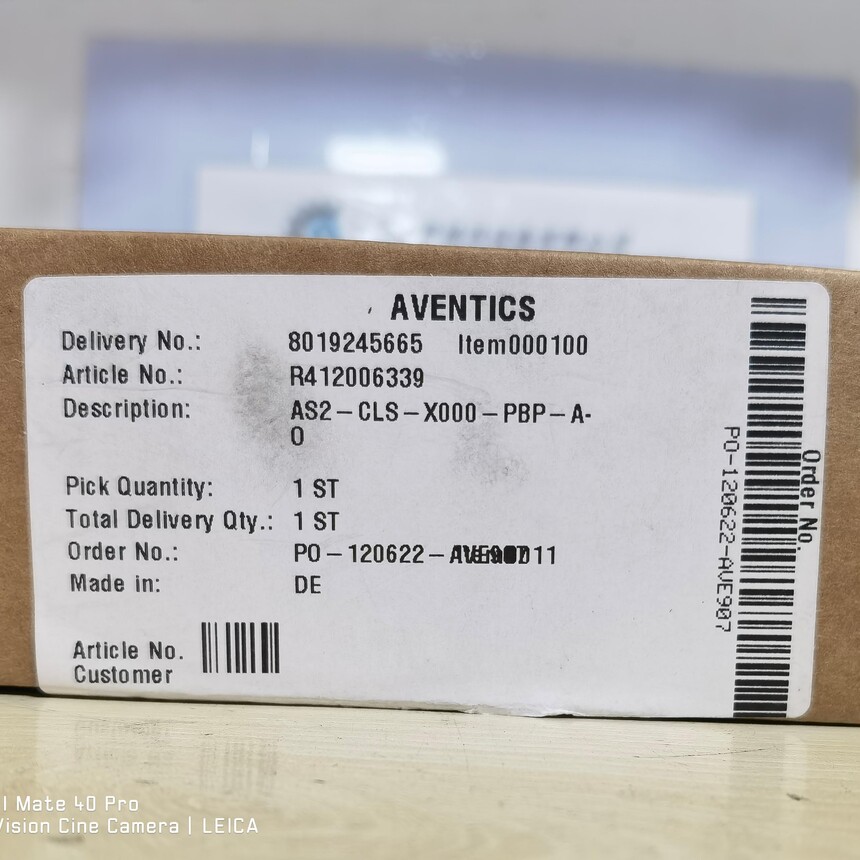 AVENTICS
Delivery No.: 8019245665 Item000100
Article No.: R412006339
Description: AS2-CLS-X000-PBP-A-
O
Pick Quantity: 1 ST
Total Delivery Qty.: 1 ST
Order No.: PO-120622-
Made in: DE
Article No.
Customer
Order No.
PO-120622-AVE907
l Mate 40 Pro
Vision Cine Camera | LEICA